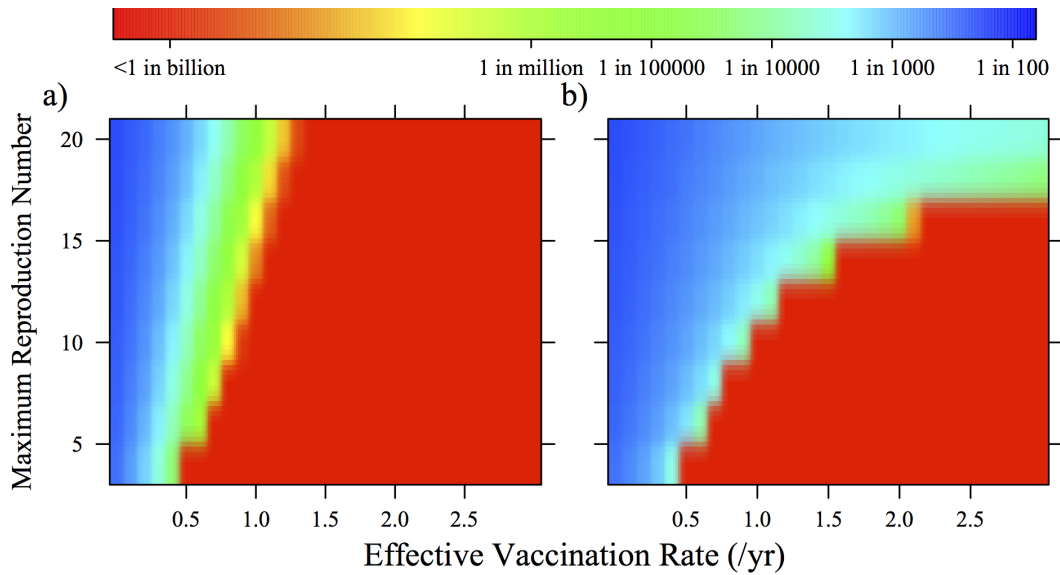 <1 in billion 1 in million 1 in 100000 1 in 10000 1 in 1000 1 in 100
a) b)
Maximum Reproduction Number
20
15
10
5
0.5 1.0 1.5 2.0 2.5 0.5 1.0 1.5 2.0 2.5
Effective Vaccination Rate (/yr)